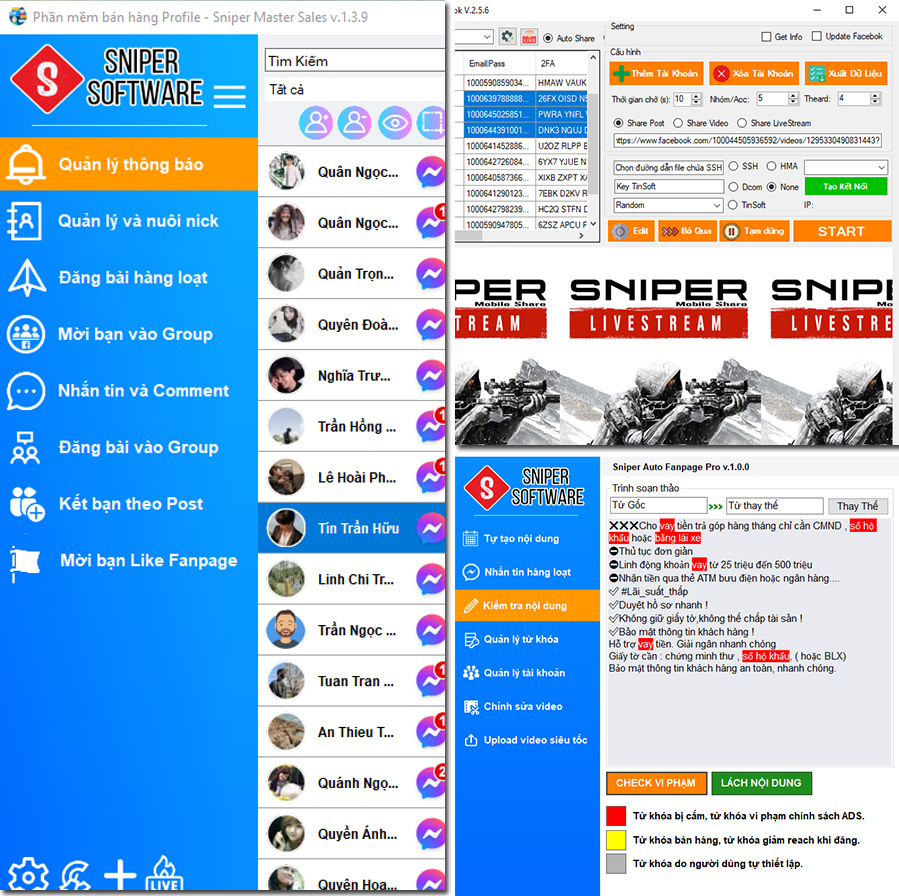 Phần mềm bán hàng Profile - Sniper Master Sales v.1.3.9
S
SNIPER
SOFTWARE
Quản lý thông báo
Quản lý và nuôi nick
Đăng bài hàng loạt
Mời bạn vào Group
Nhắn tin và Comment
Đăng bài vào Group
Kết bạn theo Post
Mời bạn Like Fanpage
LIVE
Tìm Kiếm
Tất cả
Quân Ngọc...
Quân Ngọc... 1
Quản Trọn...
Quyên Đoà...
Nghĩa Trư...
Trần Hồng ... 1
Lê Hoài Ph... 1
Tin Trần Hữu
Linh Chi Tr...
Trần Ngọc ...
Tuan Tran ... 1
An Thieu T... 1
Quánh Ngọ... 2
Quyền Ánh...
Quyên Hoa...
ok V.2.5.6
LIVE
Auto Share
Setting
Get Info
Update Facebok
Email|Pass
2FA
1000590859034... HMAW VAUK
1000639788888... 26FX OISD N5
1000645025851... PWRA YNFL V
1000644391001... DNK3 NQUJ D
1000641452886... U2OZ RLPP E
1000642726084... 6YX7 YJUE N
1000640587366... XIXB ZXPT X/
1000641290123... 7EBK D2KV R
1000642798239... HC2Q STFN D
1000590947805... 6ZSZ APCU F
Cấu hình
Thêm Tài Khoản
Xóa Tài Khoản
Xuất Dữ Liệu
Thời gian chờ (s): 10
Nhóm/Acc: 5
Theard: 4
Share Post
Share Video
Share LiveStream
https://www.facebook.com/100044505936592/videos/1295330490831443?
Chọn đường dẫn file chứa SSH
SSH
HMA
Key TinSoft
Dcom
None
Tạo Kết Nối
Random
TinSoft
IP:
Edit
Bỏ Qua
Tạm dừng
START
PER
Mobile Share
TREAM
SNIPER
Mobile Share
LIVESTREAM
SNIPE
Mobile Share
LIVESTRE
S
SNIPER
SOFTWARE
Tự tạo nội dung
Nhắn tin hàng loạt
Kiểm tra nội dung
Quản lý từ khóa
Quản lý tài khoản
Chỉnh sửa video
Upload video siêu tốc
Sniper Auto Fanpage Pro v.1.0.0
Trình soạn thảo
Từ Gốc
>>>
Từ thay thế
Thay Thế
❌❌❌Cho vay tiền trả góp hàng tháng chỉ cần CMND , sổ hộ
khẩu hoặc bằng lái xe
⛔Thủ tục đơn giản
⛔Linh động khoản vay từ 25 triệu đến 500 triệu
⛔Nhận tiền qua thẻ ATM bưu điện hoặc ngân hàng....
✅ #Lãi_suất_thấp
✅Duyệt hồ sơ nhanh !
✅Không giữ giấy tờ,không thế chấp tài sản !
✅Bảo mật thông tin khách hàng !
Hỗ trợ vay tiền. Giải ngân nhanh chóng
Giấy tờ cần : chứng minh thư , sổ hộ khẩu, ( hoặc BLX)
Bảo mật thông tin khách hàng an toàn, nhanh chóng.
CHECK VI PHẠM
LÁCH NỘI DUNG
Từ khóa bị cấm, từ khóa vi phạm chính sách ADS.
Từ khóa bán hàng, từ khóa giảm reach khi đăng.
Từ khóa do người dùng tự thiết lập.